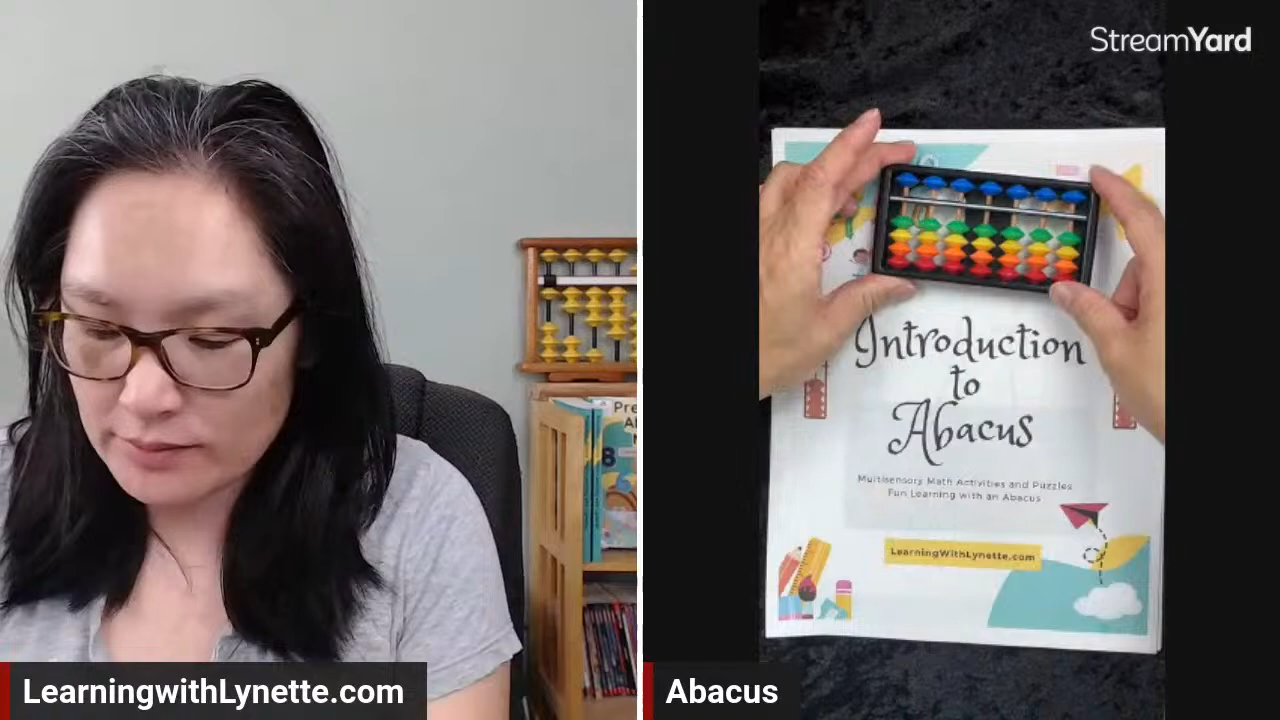 StreamYard
Introduction
to
Abacus
Multisensory Math Activities and Puzzles
Fun Learning with an Abacus
LearningWithLynette.com
LearningwithLynette.com
Abacus